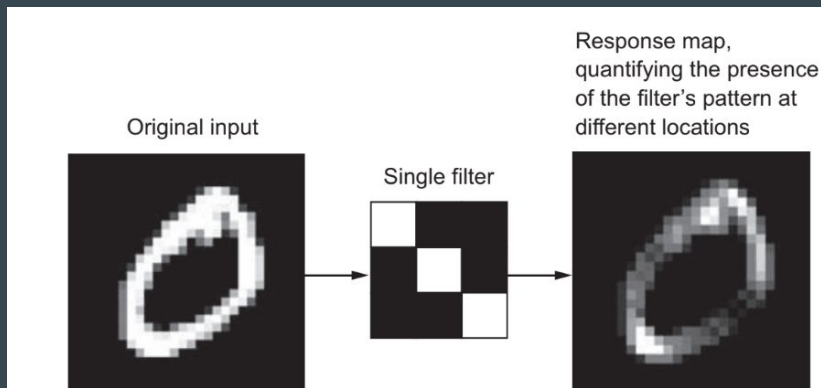 Original input
Single filter
Response map,
quantifying the presence
of the filter's pattern at
different locations